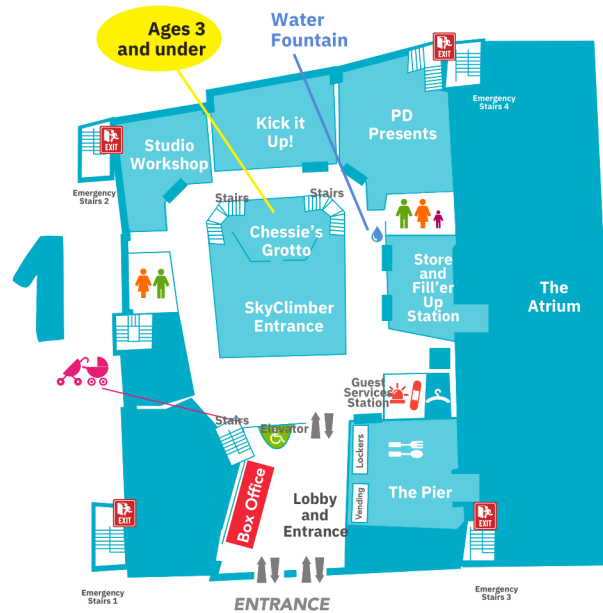 Ages 3
and under
Water
Fountain
EXIT
Emergency
Stairs 4
Kick it
Up!
PD
Presents
Studio
Workshop
EXIT
Emergency
Stairs 2
Stairs
Stairs
Chessie's
Grotto
1
Store
and
Fill'er
Up
Station
The
Atrium
SkyClimber
Entrance
Guest
Services
Station
Stairs
Elevator
Lockers
Box Office
Lobby
and
Entrance
Vending
The Pier
EXIT
EXIT
Emergency
Stairs 1
Emergency
Stairs 3
ENTRANCE